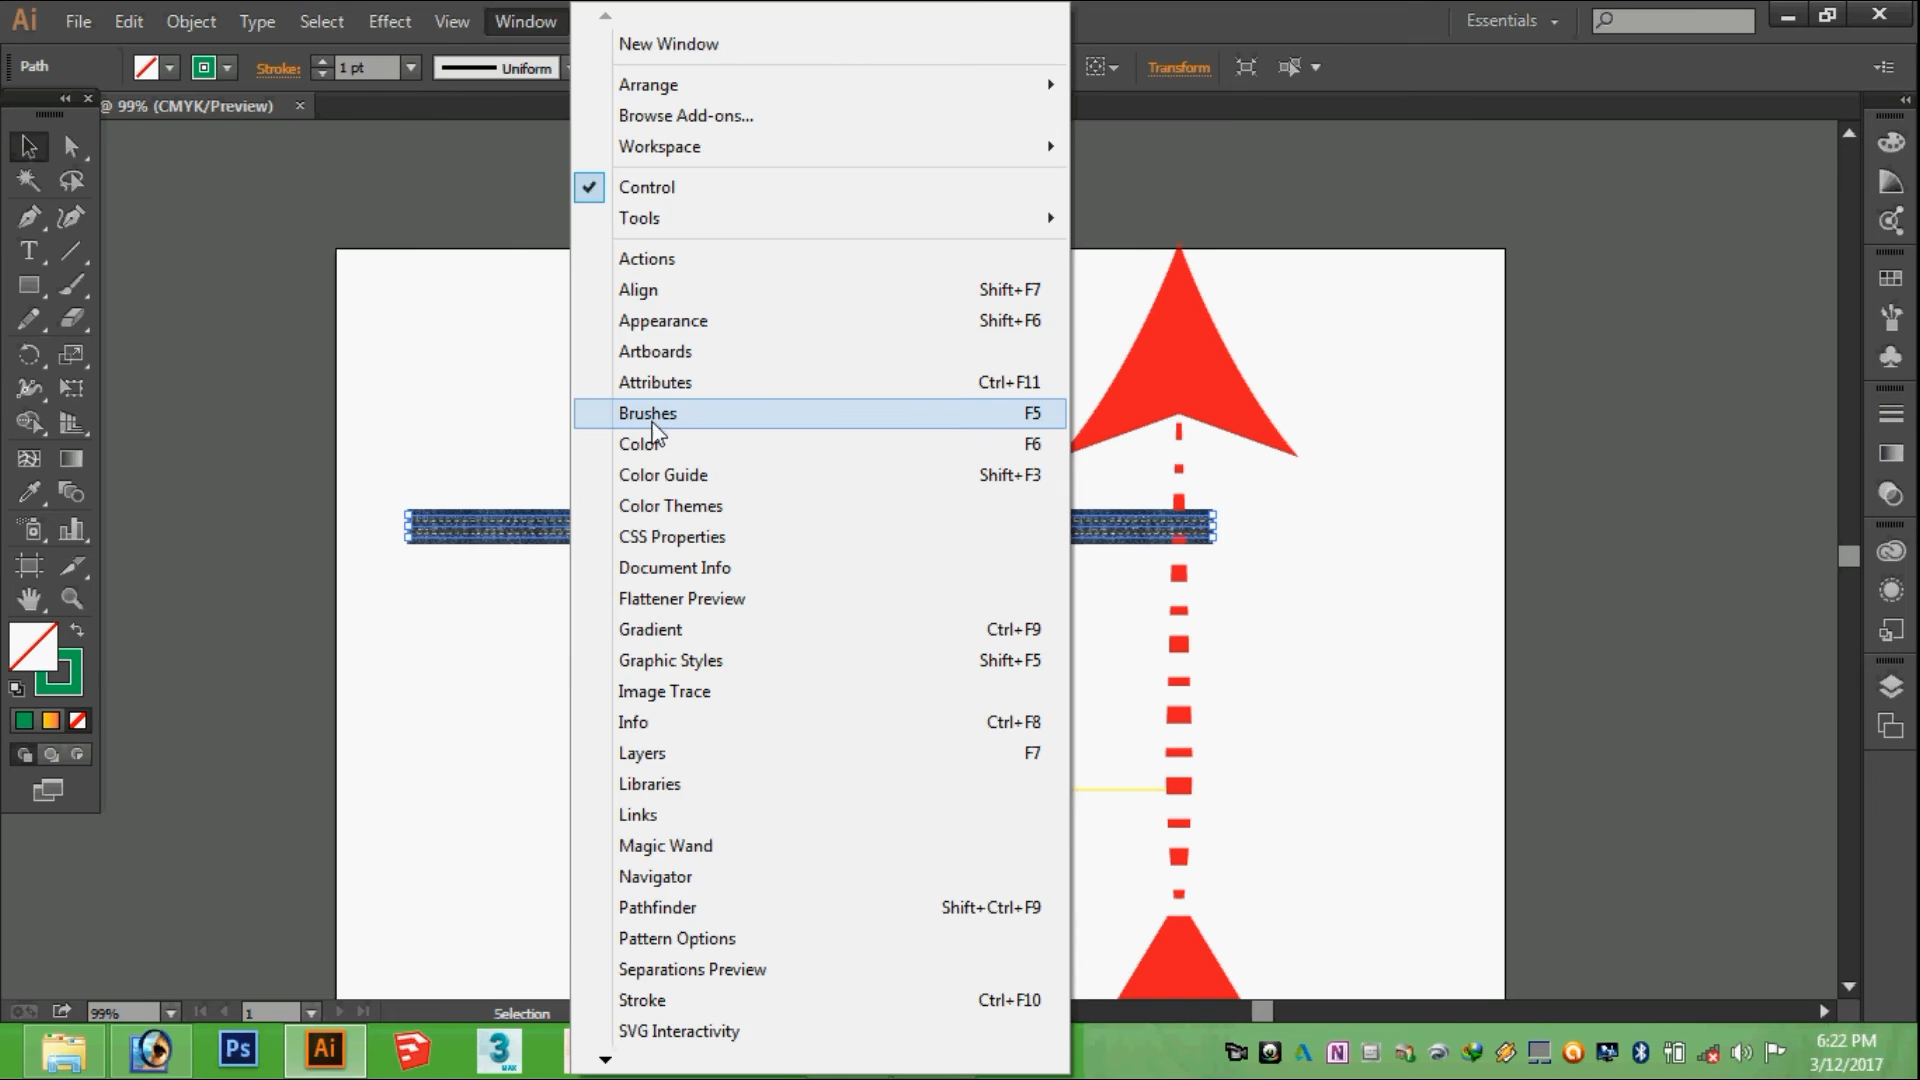 Ai File Edit Object Type Select Effect View Window Essentials
Path Stroke: 1 pt Uniform Transform
@ 99% (CMYK/Preview)
New Window
Arrange
Browse Add-ons...
Workspace
Control
Tools
Actions
Align Shift+F7
Appearance Shift+F6
Artboards
Attributes Ctrl+F11
Brushes F5
Color F6
Color Guide Shift+F3
Color Themes
CSS Properties
Document Info
Flattener Preview
Gradient Ctrl+F9
Graphic Styles Shift+F5
Image Trace
Info Ctrl+F8
Layers F7
Libraries
Links
Magic Wand
Navigator
Pathfinder Shift+Ctrl+F9
Pattern Options
Separations Preview
Stroke Ctrl+F10
SVG Interactivity
99% 1 Selection
Ps Ai 3 MAX N
6:22 PM
3/12/2017